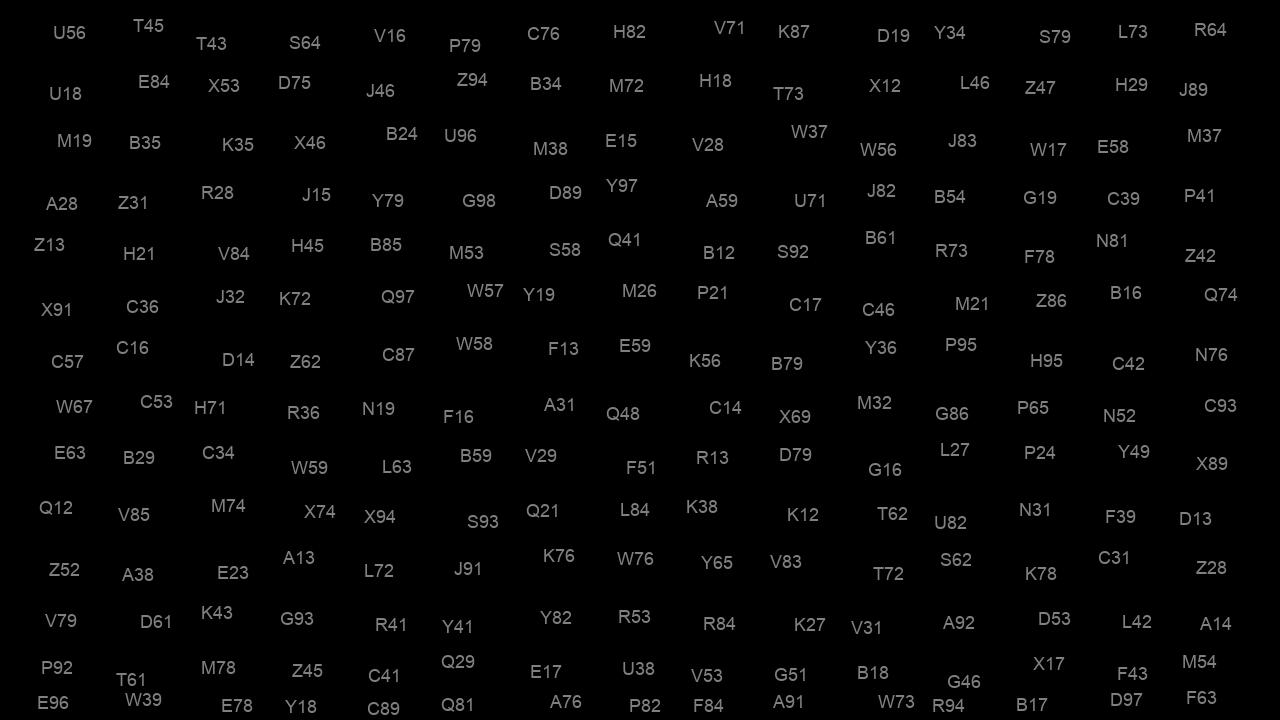 U56 T45 T43 S64 V16 P79 C76 H82 V71 K87 D19 Y34 S79 L73 R64
U18 E84 X53 D75 J46 Z94 B34 M72 H18 T73 X12 L46 Z47 H29 J89
M19 B35 K35 X46 B24 U96 M38 E15 V28 W37 W56 J83 W17 E58 M37
A28 Z31 R28 J15 Y79 G98 D89 Y97 A59 U71 J82 B54 G19 C39 P41
Z13 H21 V84 H45 B85 M53 S58 Q41 B12 S92 B61 R73 F78 N81 Z42
X91 C36 J32 K72 Q97 W57 Y19 M26 P21 C17 C46 M21 Z86 B16 Q74
C57 C16 D14 Z62 C87 W58 F13 E59 K56 B79 Y36 P95 H95 C42 N76
W67 C53 H71 R36 N19 F16 A31 Q48 C14 X69 M32 G86 P65 N52 C93
E63 B29 C34 W59 L63 B59 V29 F51 R13 D79 G16 L27 P24 Y49 X89
Q12 V85 M74 X74 X94 S93 Q21 L84 K38 K12 T62 U82 N31 F39 D13
Z52 A38 E23 A13 L72 J91 K76 W76 Y65 V83 T72 S62 K78 C31 Z28
V79 D61 K43 G93 R41 Y41 Y82 R53 R84 K27 V31 A92 D53 L42 A14
P92 T61 M78 Z45 C41 Q29 E17 U38 V53 G51 B18 G46 X17 F43 M54
E96 W39 E78 Y18 C89 Q81 A76 P82 F84 A91 W73 R94 B17 D97 F63